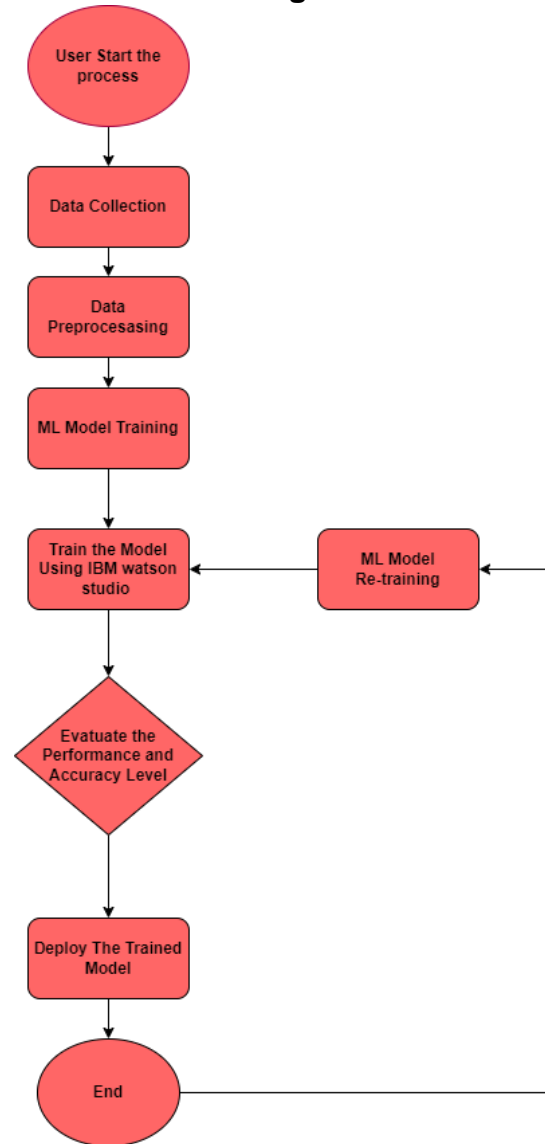 User Start the
process
Data Collection
Data
Preprocesasing
ML Model Training
Train the Model
Using IBM watson
studio
ML Model
Re-training
Evatuate the
Performance and
Accuracy Level
Deploy The Trained
Model
End